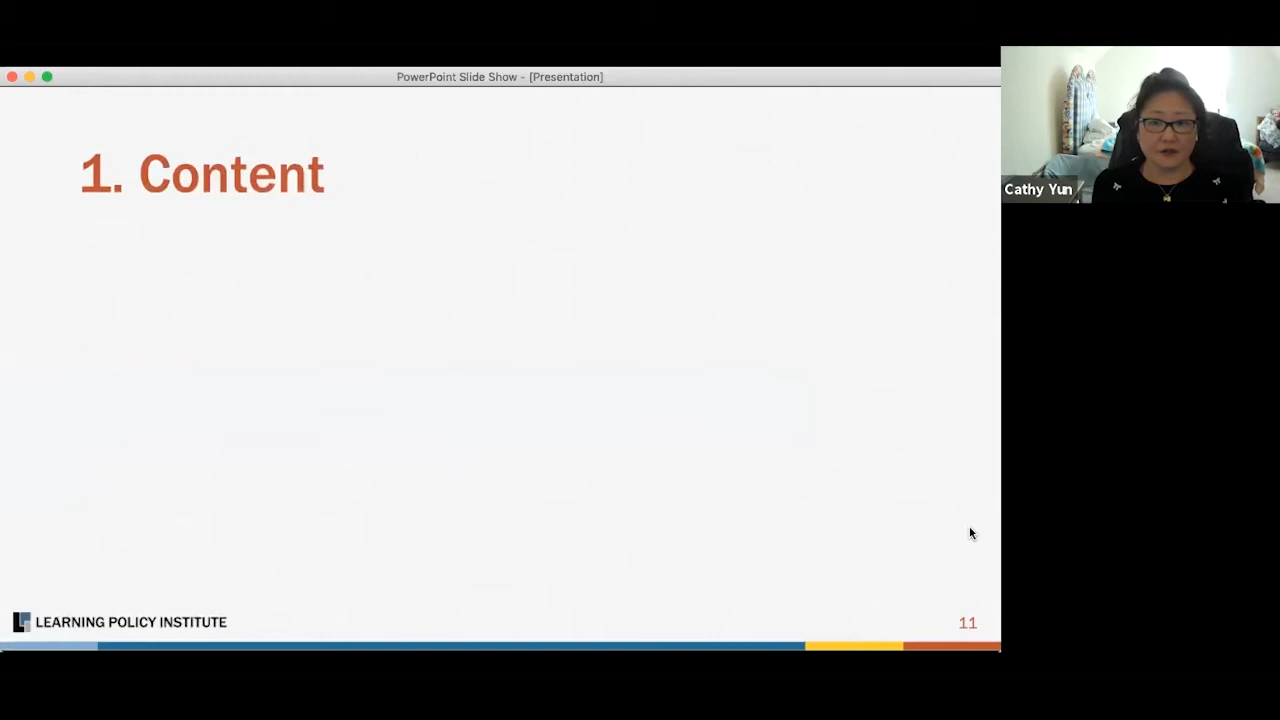 PowerPoint Slide Show - [Presentation]
1. Content
Cathy Yun
LEARNING POLICY INSTITUTE
11